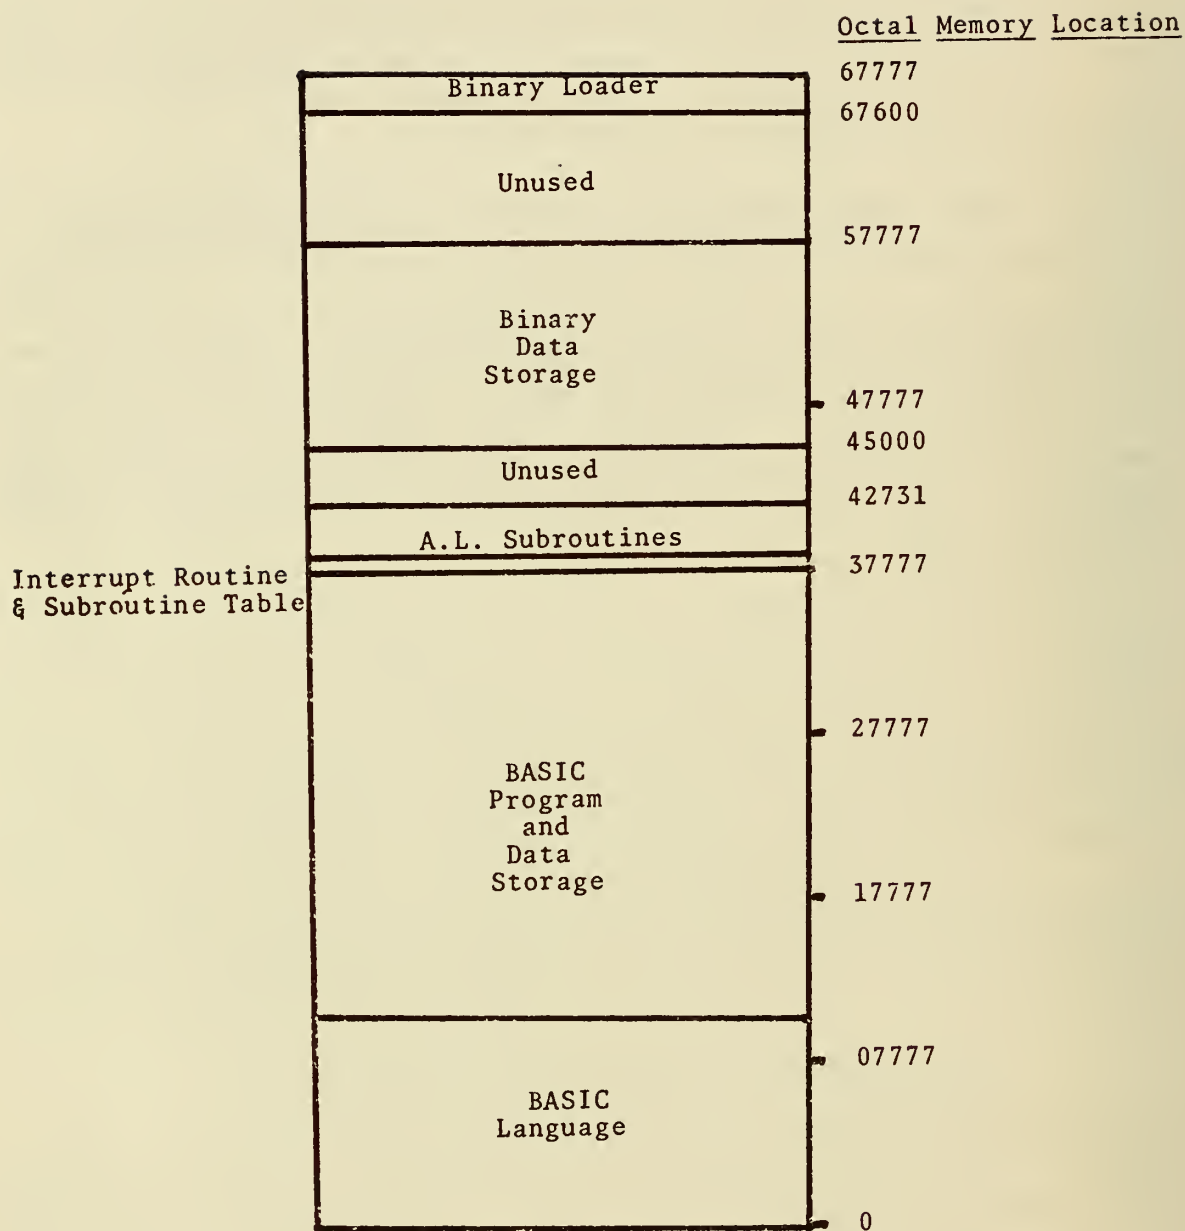 Octal Memory Location
67777
Binary Loader
67600
Unused
57777
Binary
Data
Storage
47777
45000
Unused
42731
A.L. Subroutines
37777
Interrupt Routine
& Subroutine Table
27777
BASIC
Program
and
Data
Storage
17777
07777
BASIC
Language
0